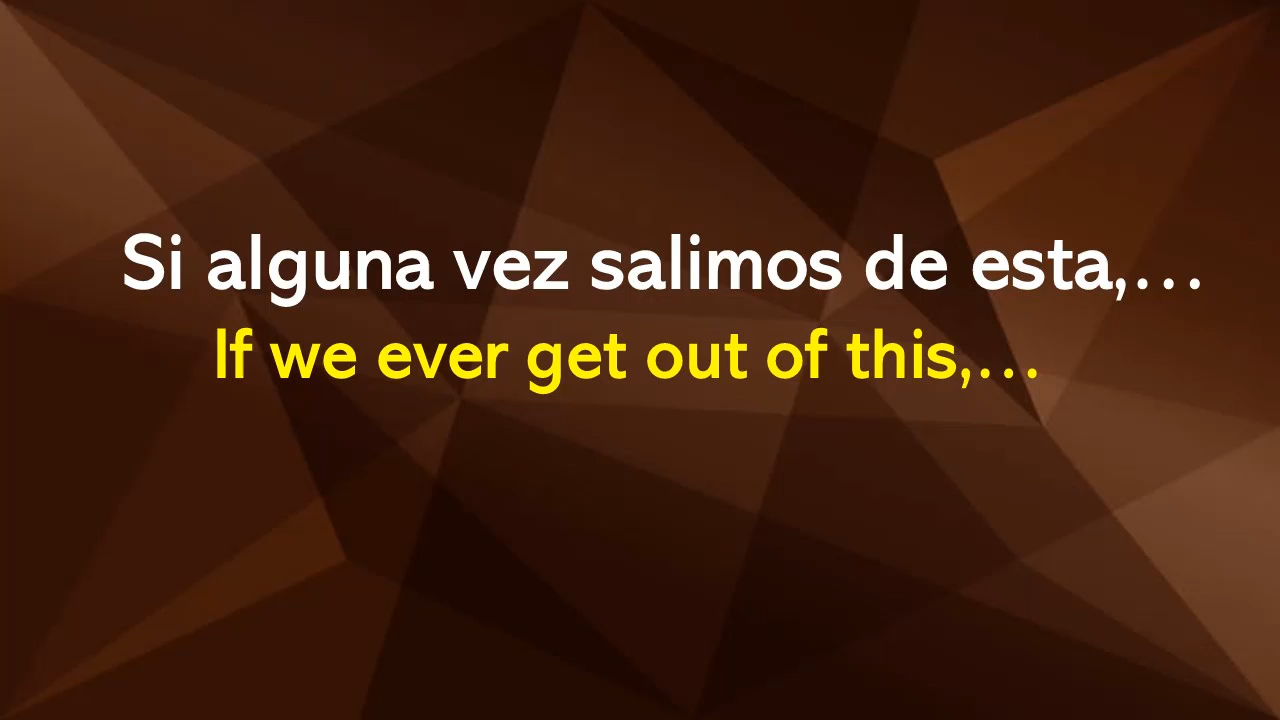 Si alguna vez salimos de esta,...
If we ever get out of this,...